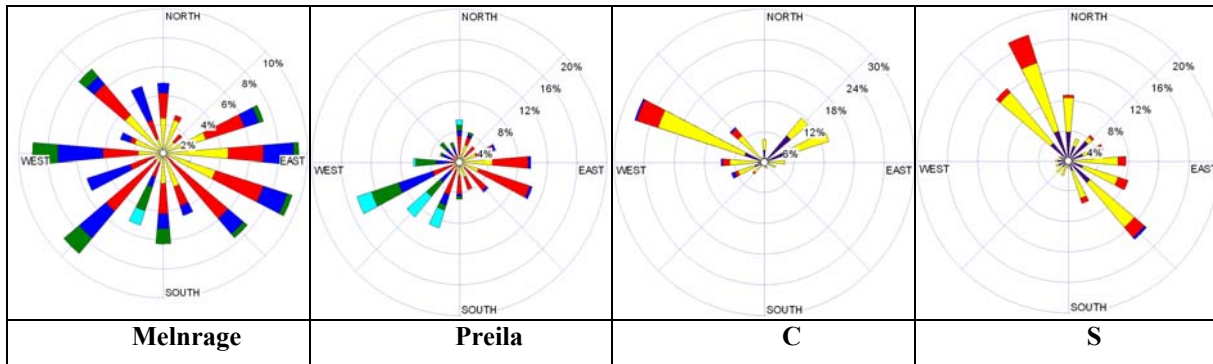 NORTH
10%
8%
6%
4%
2%
WEST
EAST
SOUTH
Melnrage
NORTH
20%
16%
12%
8%
4%
WEST
EAST
SOUTH
Preila
NORTH
30%
24%
18%
12%
6%
WEST
EAST
SOUTH
C
NORTH
20%
16%
12%
8%
4%
WEST
EAST
SOUTH
S